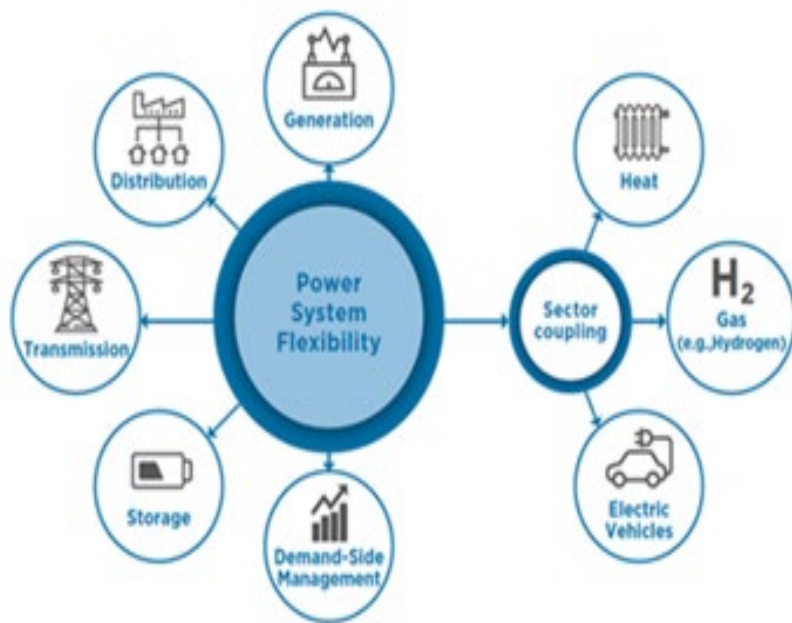 Generation
Distribution
Heat
Power
System
Flexibility
Sector
coupling
H2
Gas
(e.g.,Hydrogen)
Transmission
Storage
Demand-Side
Management
Electric
Vehicles